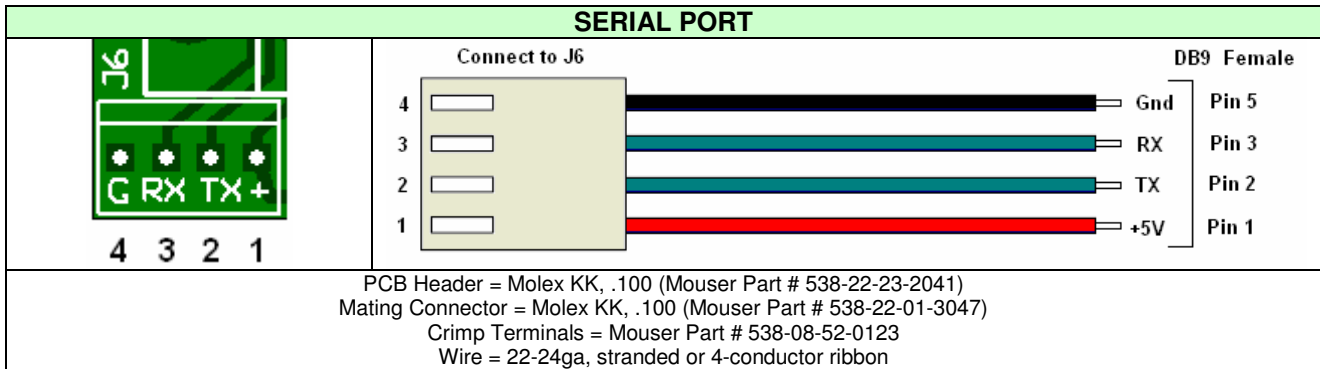 SERIAL PORT
J6
G RX TX +
4 3 2 1
Connect to J6
DB9 Female
4 Gnd Pin 5
3 RX Pin 3
2 TX Pin 2
1 +5V Pin 1
PCB Header = Molex KK, .100 (Mouser Part # 538-22-23-2041)
Mating Connector = Molex KK, .100 (Mouser Part # 538-22-01-3047)
Crimp Terminals = Mouser Part # 538-08-52-0123
Wire = 22-24ga, stranded or 4-conductor ribbon